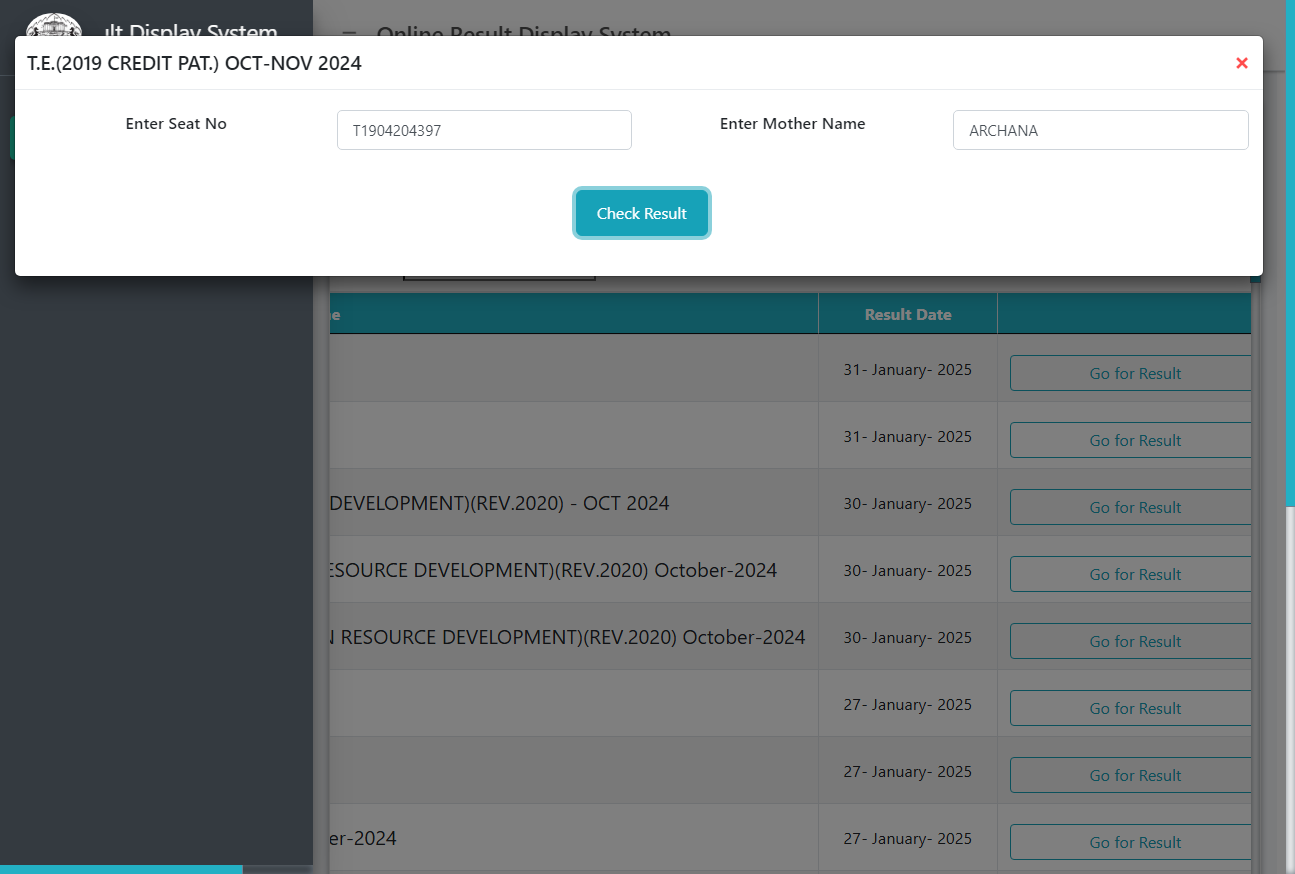 lt Display System
Online Result Display System
T.E.(2019 CREDIT PAT.) OCT-NOV 2024
Enter Seat No
T1904204397
Enter Mother Name
ARCHANA
Check Result
e
Result Date
31- January- 2025
Go for Result
31- January- 2025
Go for Result
DEVELOPMENT)(REV.2020) - OCT 2024
30- January- 2025
Go for Result
ESOURCE DEVELOPMENT)(REV.2020) October-2024
30- January- 2025
Go for Result
N RESOURCE DEVELOPMENT)(REV.2020) October-2024
30- January- 2025
Go for Result
27- January- 2025
Go for Result
27- January- 2025
Go for Result
er-2024
27- January- 2025
Go for Result